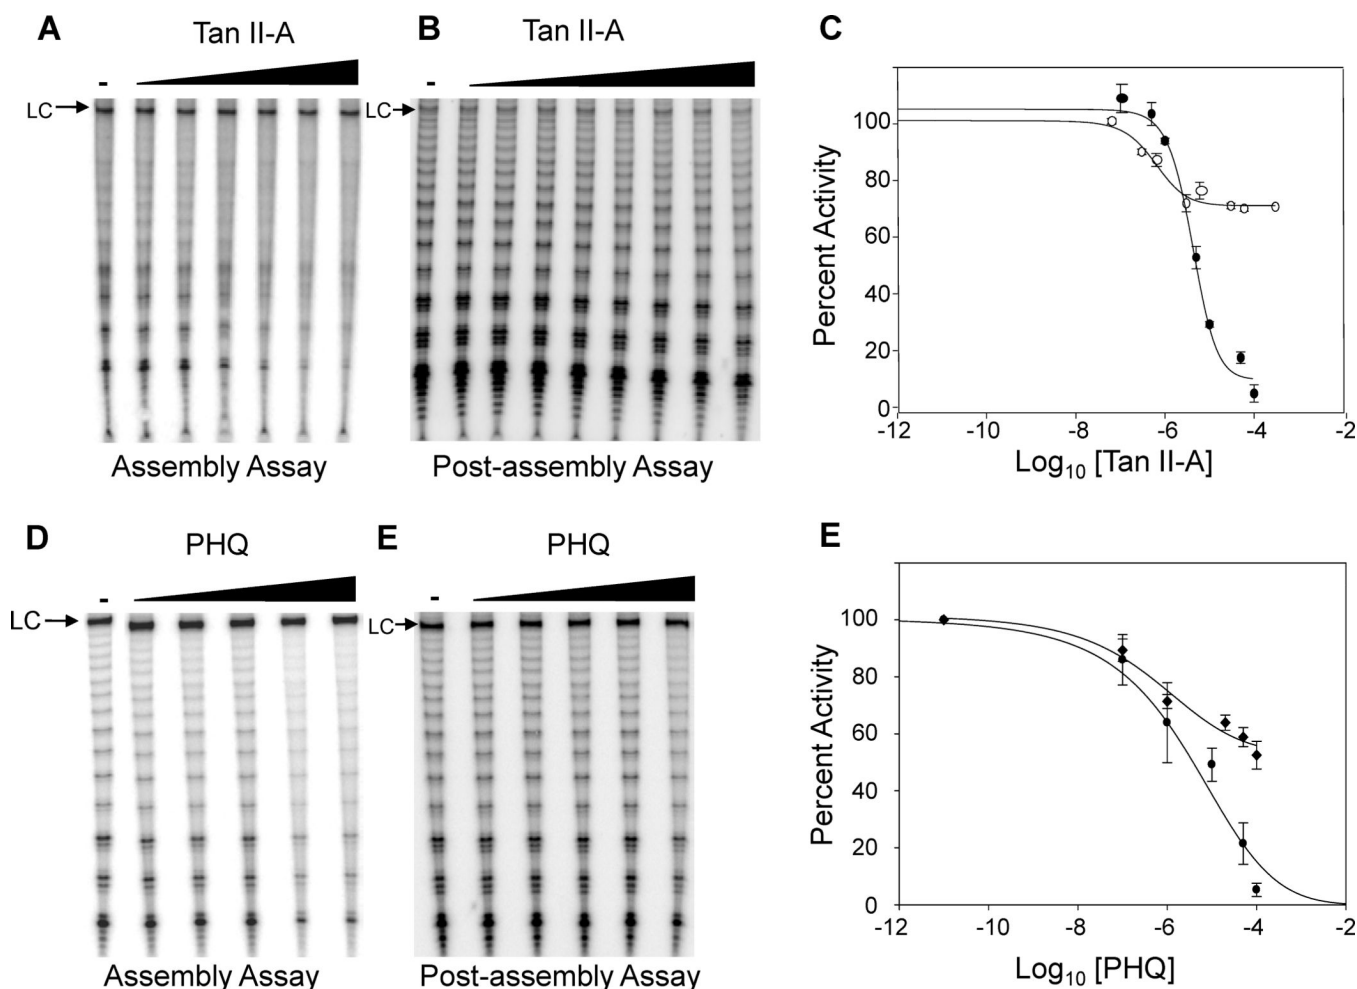 A
Tan II-A
-
LC
Assembly Assay
B
Tan II-A
-
LC
Post-assembly Assay
C
Percent Activity
100
80
60
40
20
0
-12
-10
-8
-6
-4
-2
Log₁₀ [Tan II-A]
D
PHQ
-
LC
Assembly Assay
E
PHQ
-
LC
Post-assembly Assay
E
Percent Activity
100
80
60
40
20
0
-12
-10
-8
-6
-4
-2
Log₁₀ [PHQ]